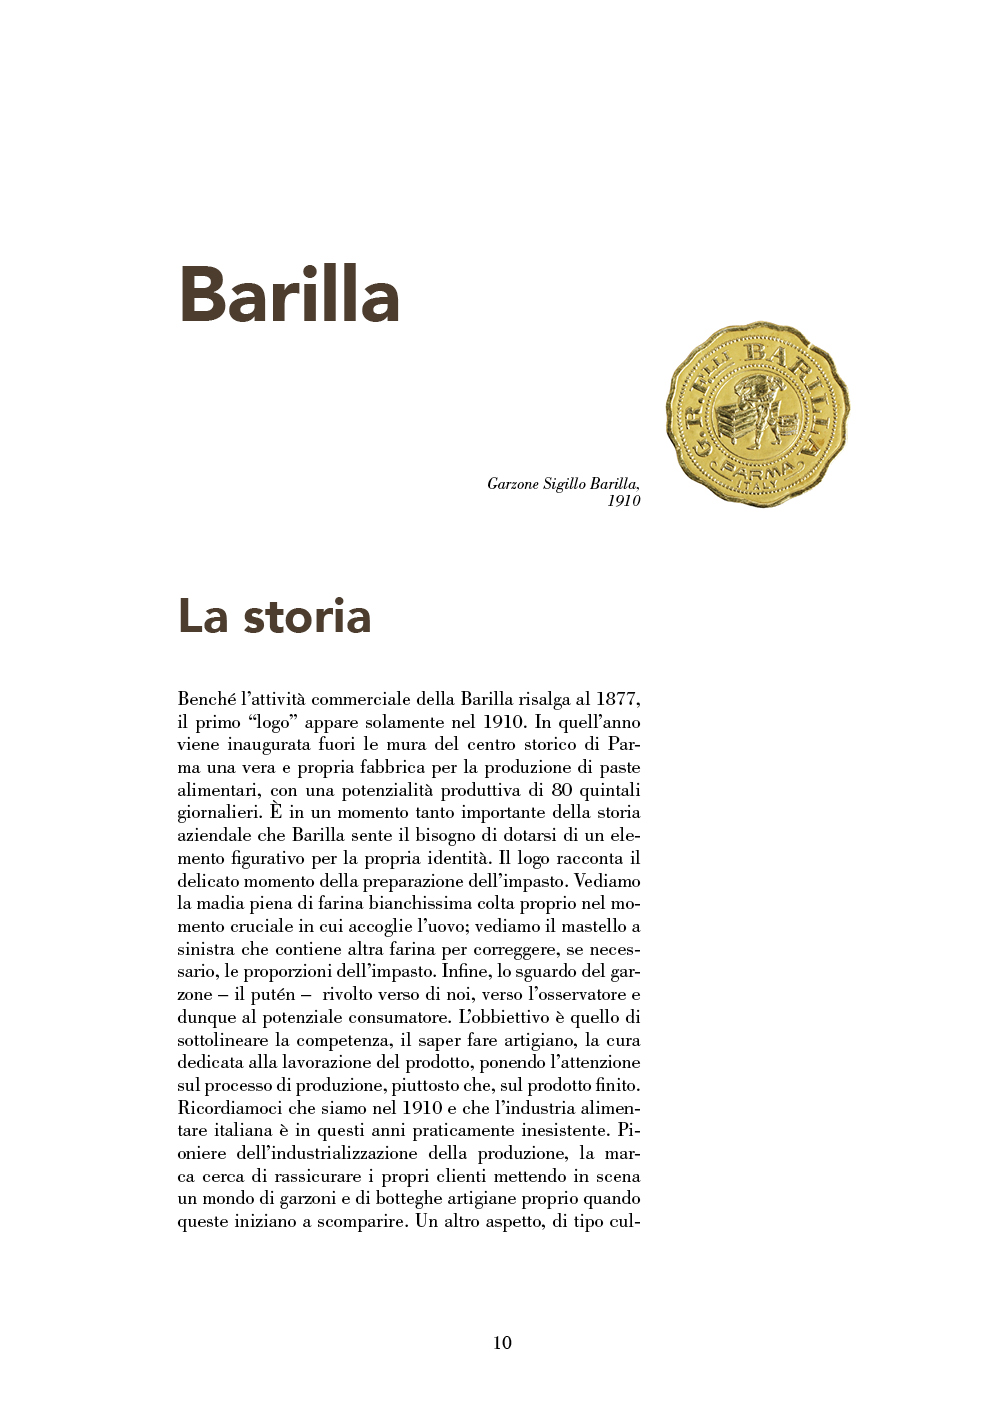 Barilla
G. R. Flli BARILLA
PARMA
ITALY
Garzone Sigillo Barilla,
1910
La storia
Benché l’attività commerciale della Barilla risalga al 1877,
il primo “logo” appare solamente nel 1910. In quell’anno
viene inaugurata fuori le mura del centro storico di Par-
ma una vera e propria fabbrica per la produzione di paste
alimentari, con una potenzialità produttiva di 80 quintali
giornalieri. È in un momento tanto importante della storia
aziendale che Barilla sente il bisogno di dotarsi di un ele-
mento figurativo per la propria identità. Il logo racconta il
delicato momento della preparazione dell’impasto. Vediamo
la madia piena di farina bianchissima colta proprio nel mo-
mento cruciale in cui accoglie l’uovo; vediamo il mastello a
sinistra che contiene altra farina per correggere, se neces-
sario, le proporzioni dell’impasto. Infine, lo sguardo del gar-
zone – il putén – rivolto verso di noi, verso l’osservatore e
dunque al potenziale consumatore. L’obbiettivo è quello di
sottolineare la competenza, il saper fare artigiano, la cura
dedicata alla lavorazione del prodotto, ponendo l’attenzione
sul processo di produzione, piuttosto che, sul prodotto finito.
Ricordiamoci che siamo nel 1910 e che l’industria alimen-
tare italiana è in questi anni praticamente inesistente. Pi-
oniere dell’industrializzazione della produzione, la mar-
ca cerca di rassicurare i propri clienti mettendo in scena
un mondo di garzoni e di botteghe artigiane proprio quando
queste iniziano a scomparire. Un altro aspetto, di tipo cul-
10